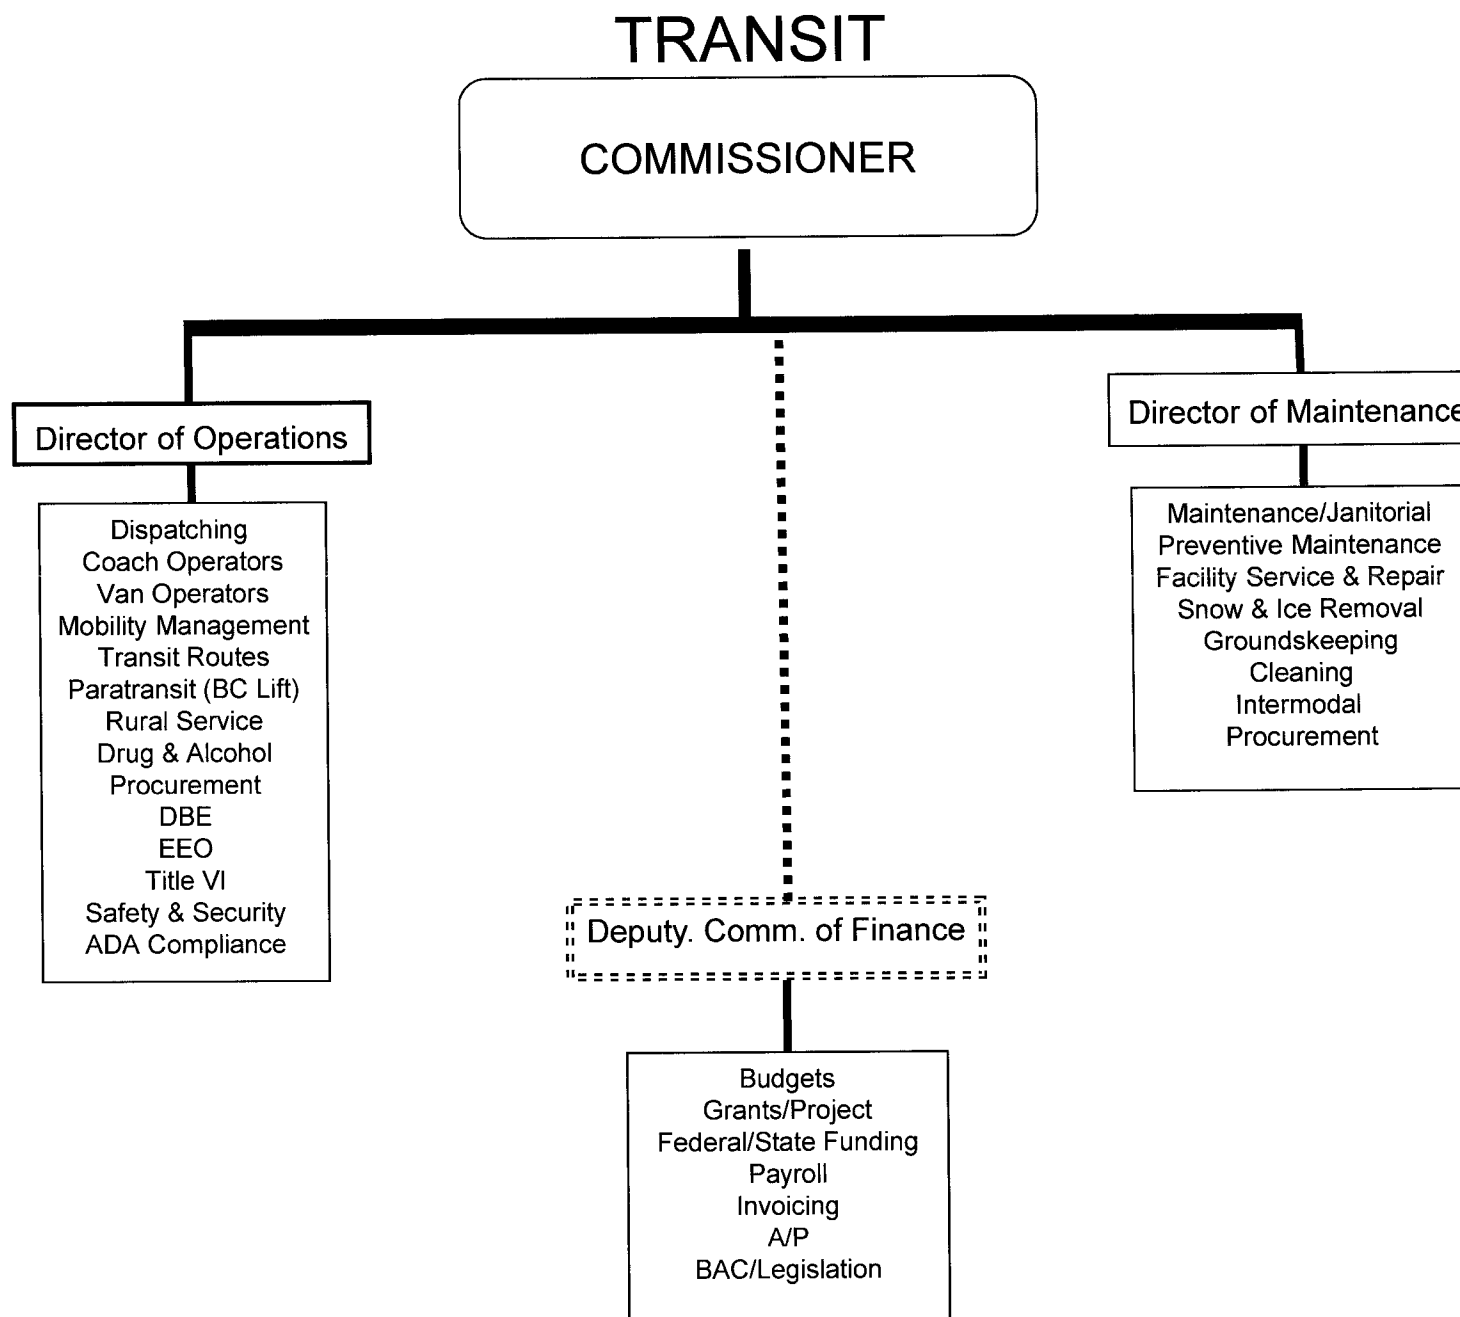 TRANSIT
COMMISSIONER
Director of Operations
Dispatching
Coach Operators
Van Operators
Mobility Management
Transit Routes
Paratransit (BC Lift)
Rural Service
Drug & Alcohol
Procurement
DBE
EEO
Title VI
Safety & Security
ADA Compliance
Deputy. Comm. of Finance
Budgets
Grants/Project
Federal/State Funding
Payroll
Invoicing
A/P
BAC/Legislation
Director of Maintenance
Maintenance/Janitorial
Preventive Maintenance
Facility Service & Repair
Snow & Ice Removal
Groundskeeping
Cleaning
Intermodal
Procurement